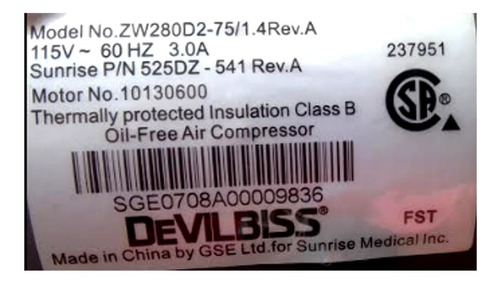 Model No.ZW280D2-75/1.4Rev.A
115V ~ 60 HZ 3.0A
237951
Sunrise P/N 525DZ - 541 Rev.A
Motor No.10130600
Thermally protected Insulation Class B
Oil-Free Air Compressor
SA ®
SGE0708A00009836
DEVILBISS®
FST
Made in China by GSE Ltd.for Sunrise Medical Inc.